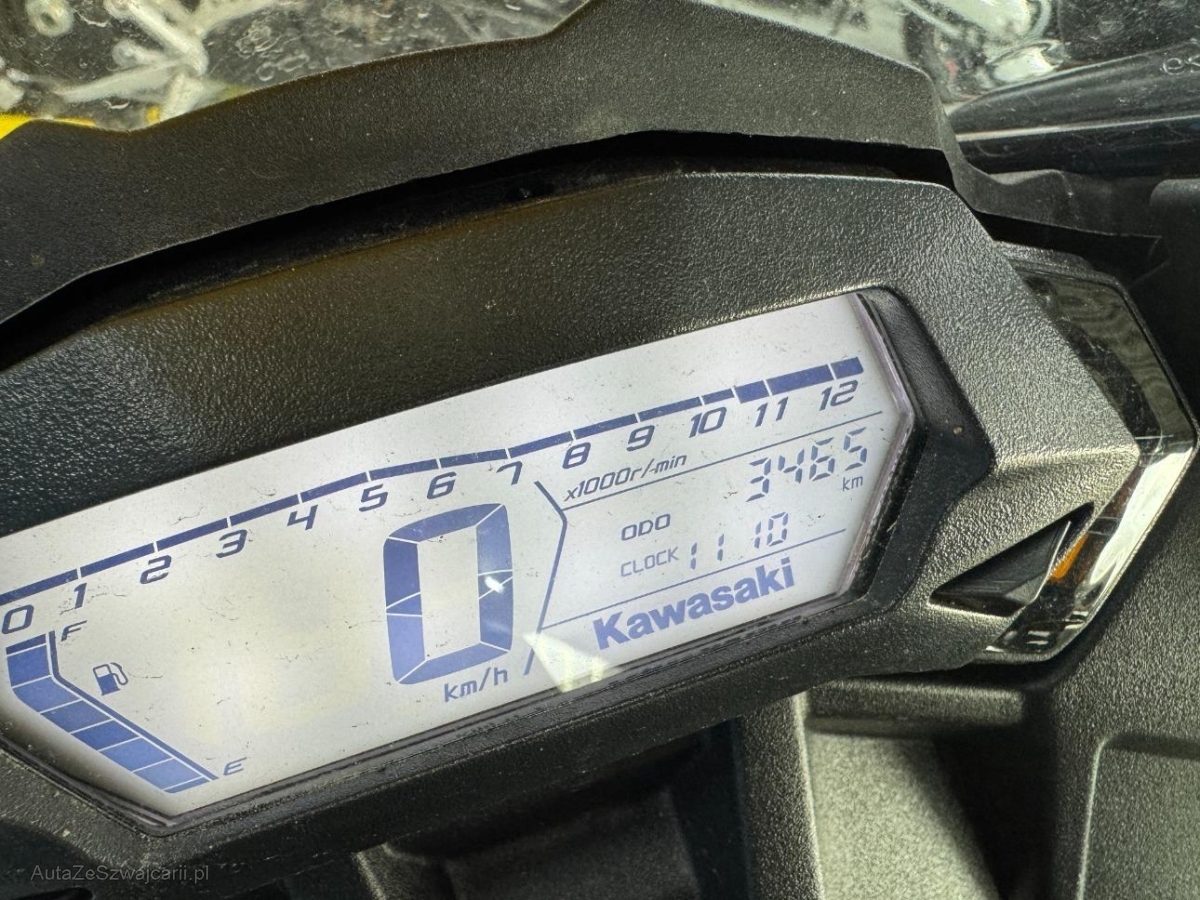 0 1 2 3 4 5 6 7 8 9 10 11 12
x1000r/min
3465
km
ODO
CLOCK 11 10
Kawasaki
0
km/h
F
E
AutaZeSzwajcarii.pl